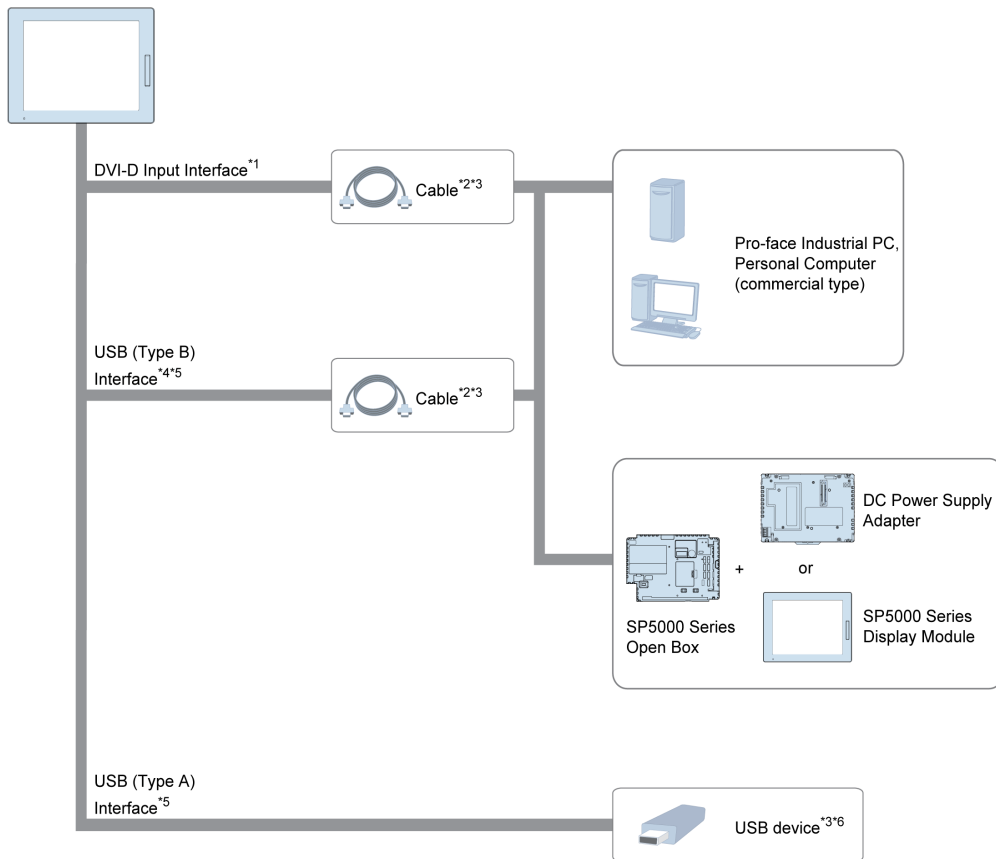 DVI-D Input Interface*1
Cable*2*3
Pro-face Industrial PC,
Personal Computer
(commercial type)
USB (Type B)
Interface*4*5
Cable*2*3
DC Power Supply
Adapter
+
or
SP5000 Series
Open Box
SP5000 Series
Display Module
USB (Type A)
Interface*5
USB device*3*6